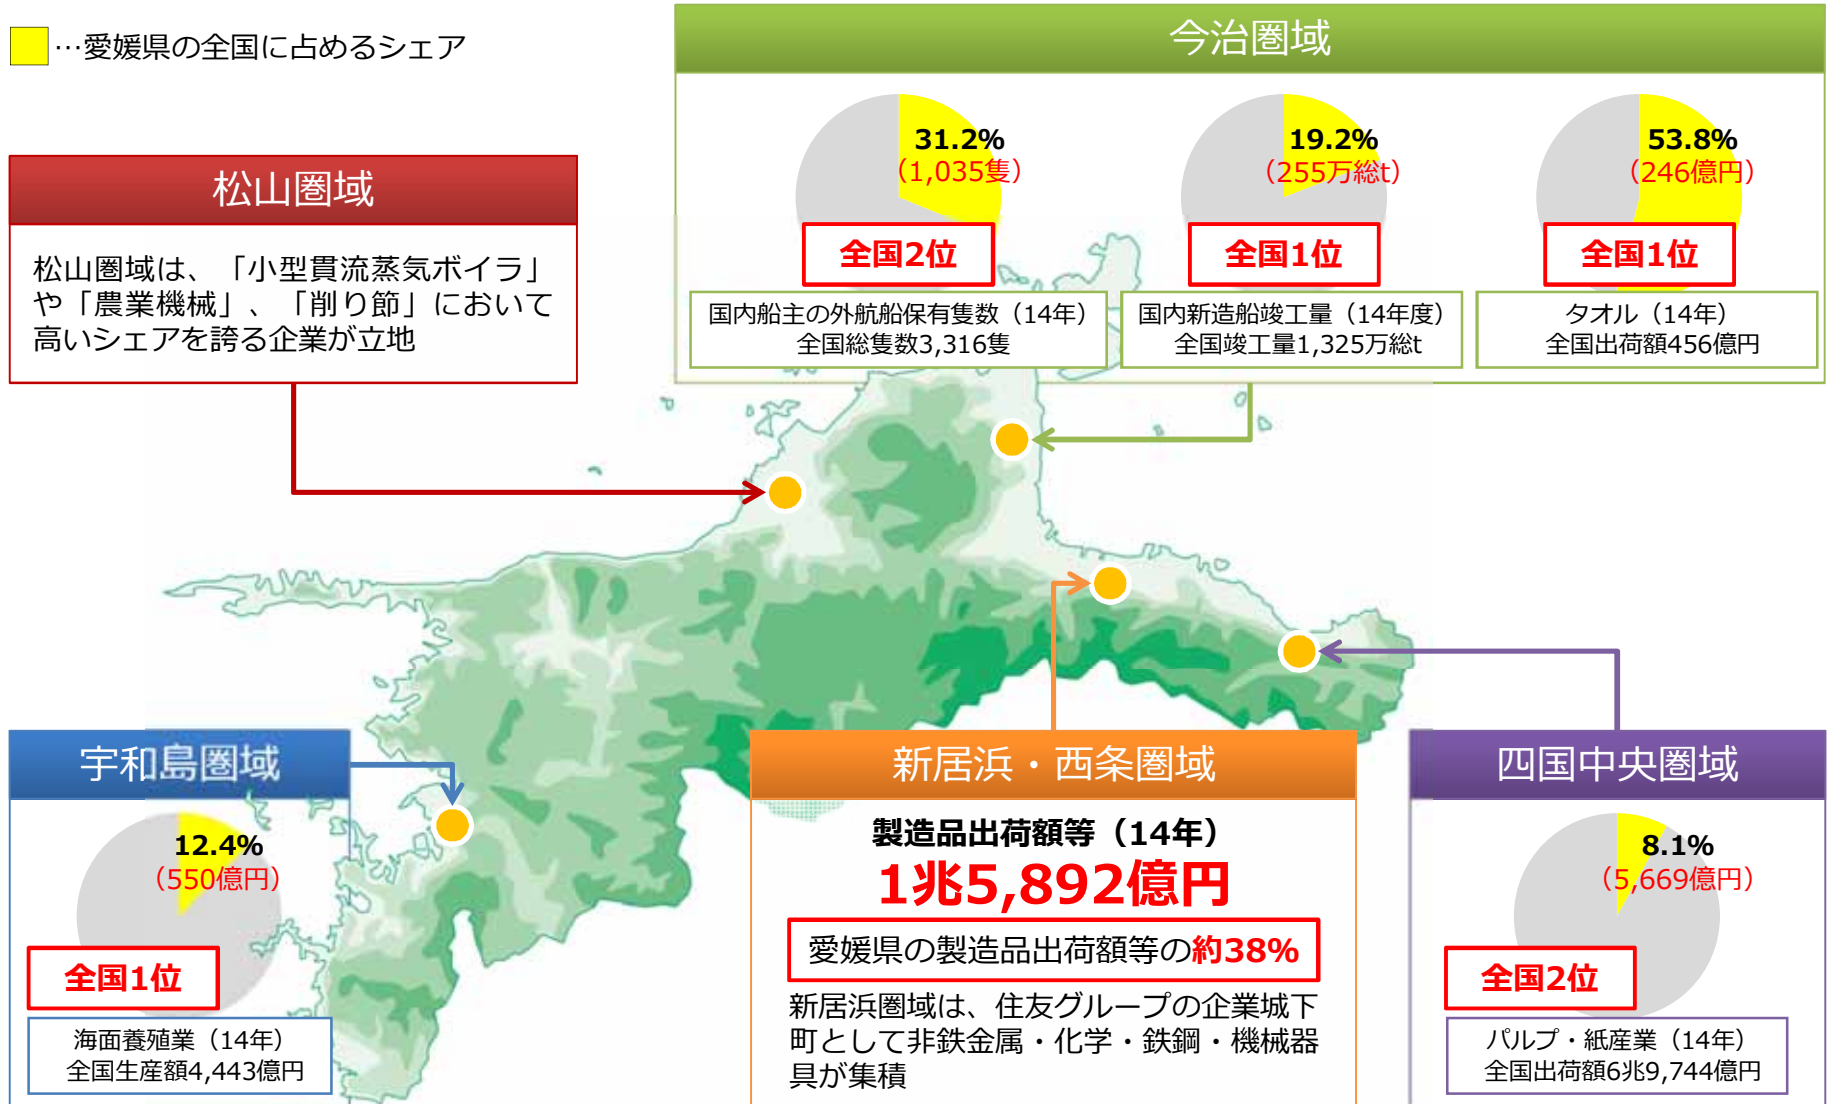 …愛媛県の全国に占めるシェア
今治圏域
31.2%
（1,035隻）
全国2位
国内船主の外航船保有隻数（14年）
全国総隻数3,316隻
19.2%
（255万総t）
全国1位
国内新造船竣工量（14年度）
全国竣工量1,325万総t
53.8%
（246億円）
全国1位
タオル（14年）
全国出荷額456億円
松山圏域
松山圏域は、「小型貫流蒸気ボイラ」
や「農業機械」、「削り節」において
高いシェアを誇る企業が立地
宇和島圏域
12.4%
（550億円）
全国1位
海面養殖業（14年）
全国生産額4,443億円
新居浜・西条圏域
製造品出荷額等（14年）
1兆5,892億円
愛媛県の製造品出荷額等の約38%
新居浜圏域は、住友グループの企業城下
町として非鉄金属・化学・鉄鋼・機械器
具が集積
四国中央圏域
8.1%
（5,669億円）
全国2位
パルプ・紙産業（14年）
全国出荷額6兆9,744億円